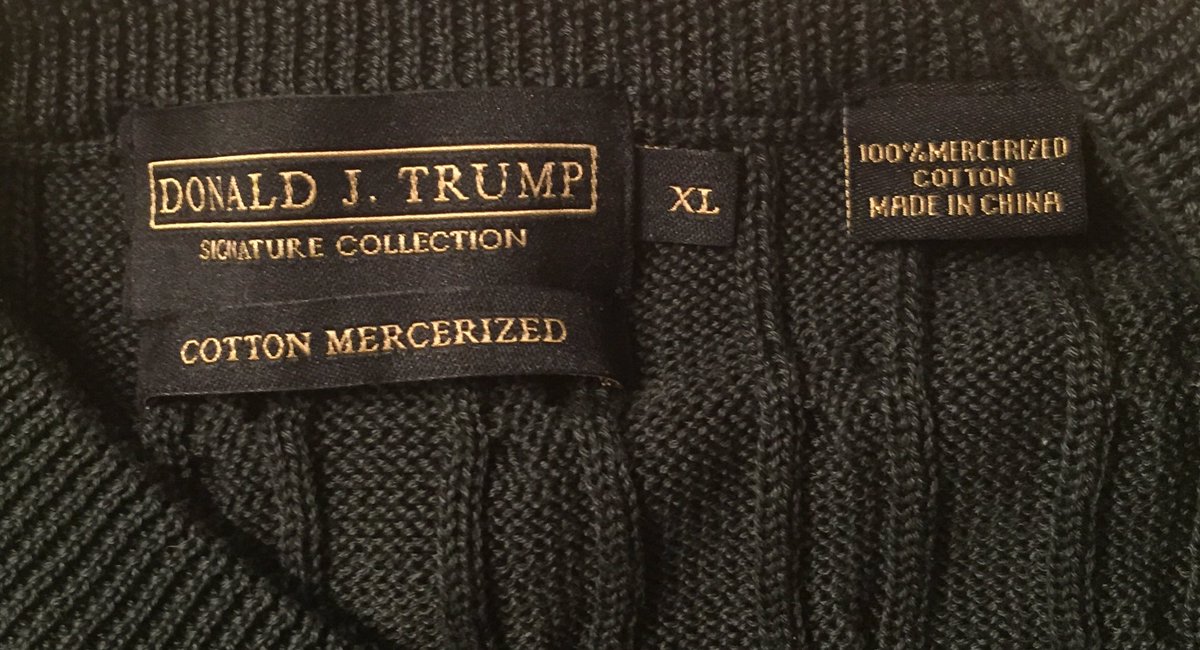 DONALD J. TRUMP
SIGNATURE COLLECTION
COTTON MERCERIZED
XL
100% MERCERIZED
COTTON
MADE IN CHINA